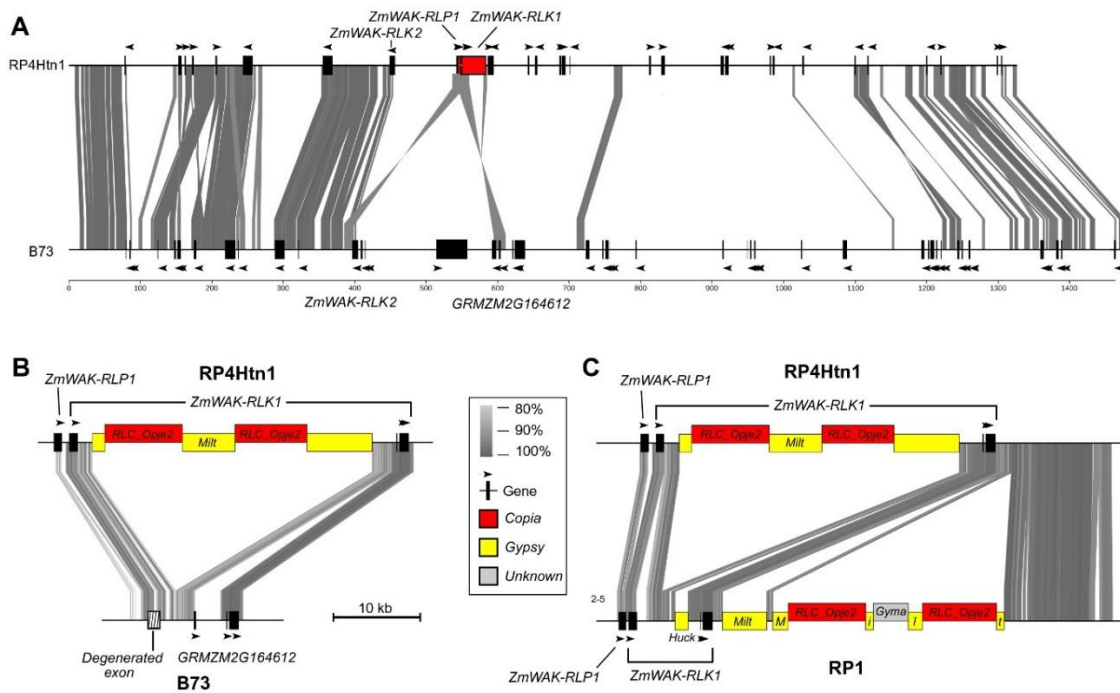 A
ZmWAK-RLP1 ZmWAK-RLK1
ZmWAK-RLK2
RP4Htn1
B73
0 100 200 300 400 500 600 700 800 900 1000 1100 1200 1300 1400
ZmWAK-RLK2 GRMZM2G164612
B
RP4Htn1
ZmWAK-RLP1
ZmWAK-RLK1
RLC_Opje2 Milt RLC_Opje2
Degenerated
exon
GRMZM2G164612
B73
10 kb
80%
90%
100%
Gene
Copia
Gypsy
Unknown
C
RP4Htn1
ZmWAK-RLP1
ZmWAK-RLK1
RLC_Opje2 Milt RLC_Opje2
2-5
Huck Milt M RLC_Opje2 i Gyma l RLC_Opje2 t
ZmWAK-RLP1
ZmWAK-RLK1
RP1